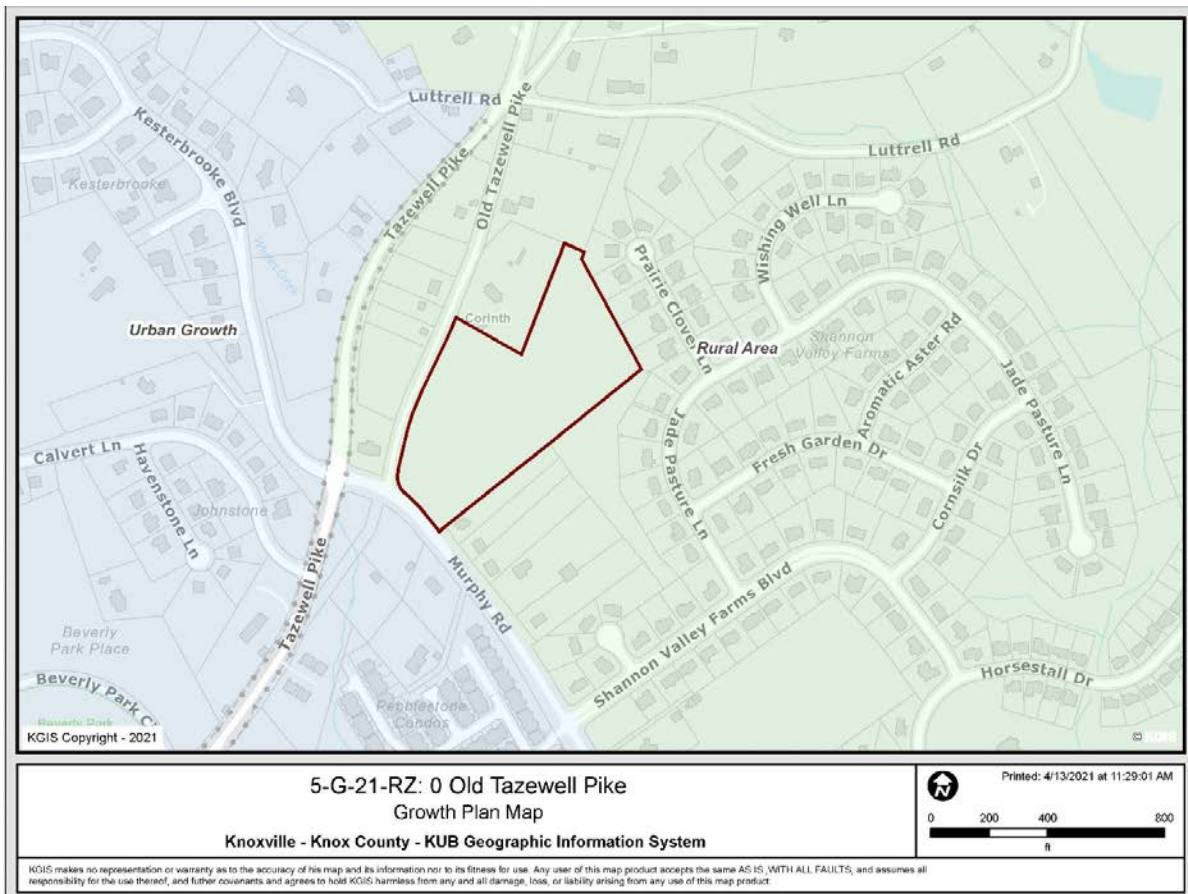 Luttrell Rd
Kesterbrooke Blvd
Kesterbrooke
Tazewell Pike
Old Tazewell Pike
Luttrell Rd
Wishing Well Ln
Prairie Clover Ln
Urban Growth
Corinth
Rural Area
Shannon
Valley Farms
Aromatic Aster Rd
Jade Pasture Ln
Calvert Ln
Havenstone Ln
Johnstone
Jade Pasture Ln
Fresh Garden Dr
Cornsilk Dr
Tazewell Pike
Murphy Rd
Beverly
Park Place
Shannon Valley Farms Blvd
Horsestall Dr
Beverly Park C
Pebblestone
Condos
Beverly Park
KGIS Copyright - 2021
© KGIS
5-G-21-RZ: 0 Old Tazewell Pike
Growth Plan Map
Knoxville - Knox County - KUB Geographic Information System
N
Printed: 4/13/2021 at 11:29:01 AM
0 200 400 800
ft
KGIS makes no representation or warranty as to the accuracy of his map and its information nor to its fitness for use. Any user of this map product accepts the same AS IS, WITH ALL FAULTS, and assumes all
responsibility for the use thereof, and futher covenants and agrees to hold KGIS harmless from any and all damage, loss, or liability arising from any use of this map product.